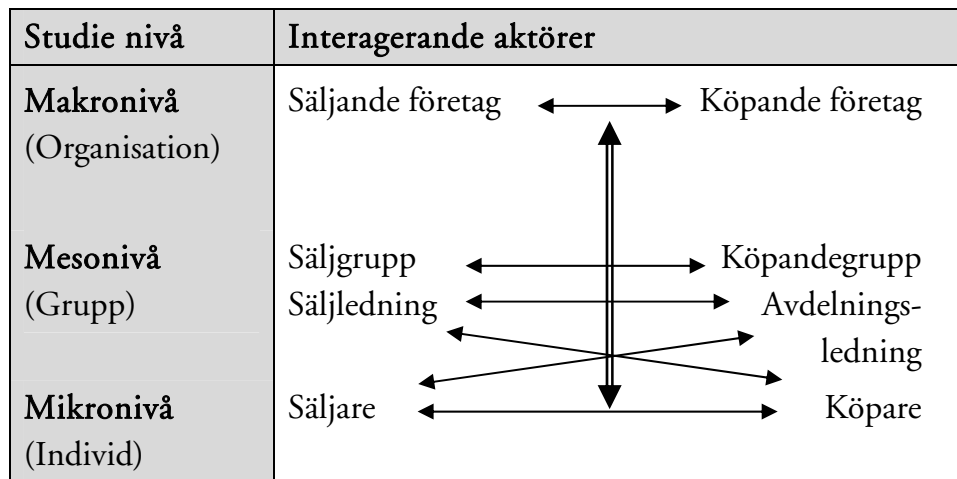 Studie nivå Interagerande aktörer
Makronivå Säljande företag Köpande företag
(Organisation)
Mesonivå Säljgrupp Köpandegrupp
(Grupp) Säljledning Avdelnings-
ledning
Mikronivå Säljare Köpare
(Individ)